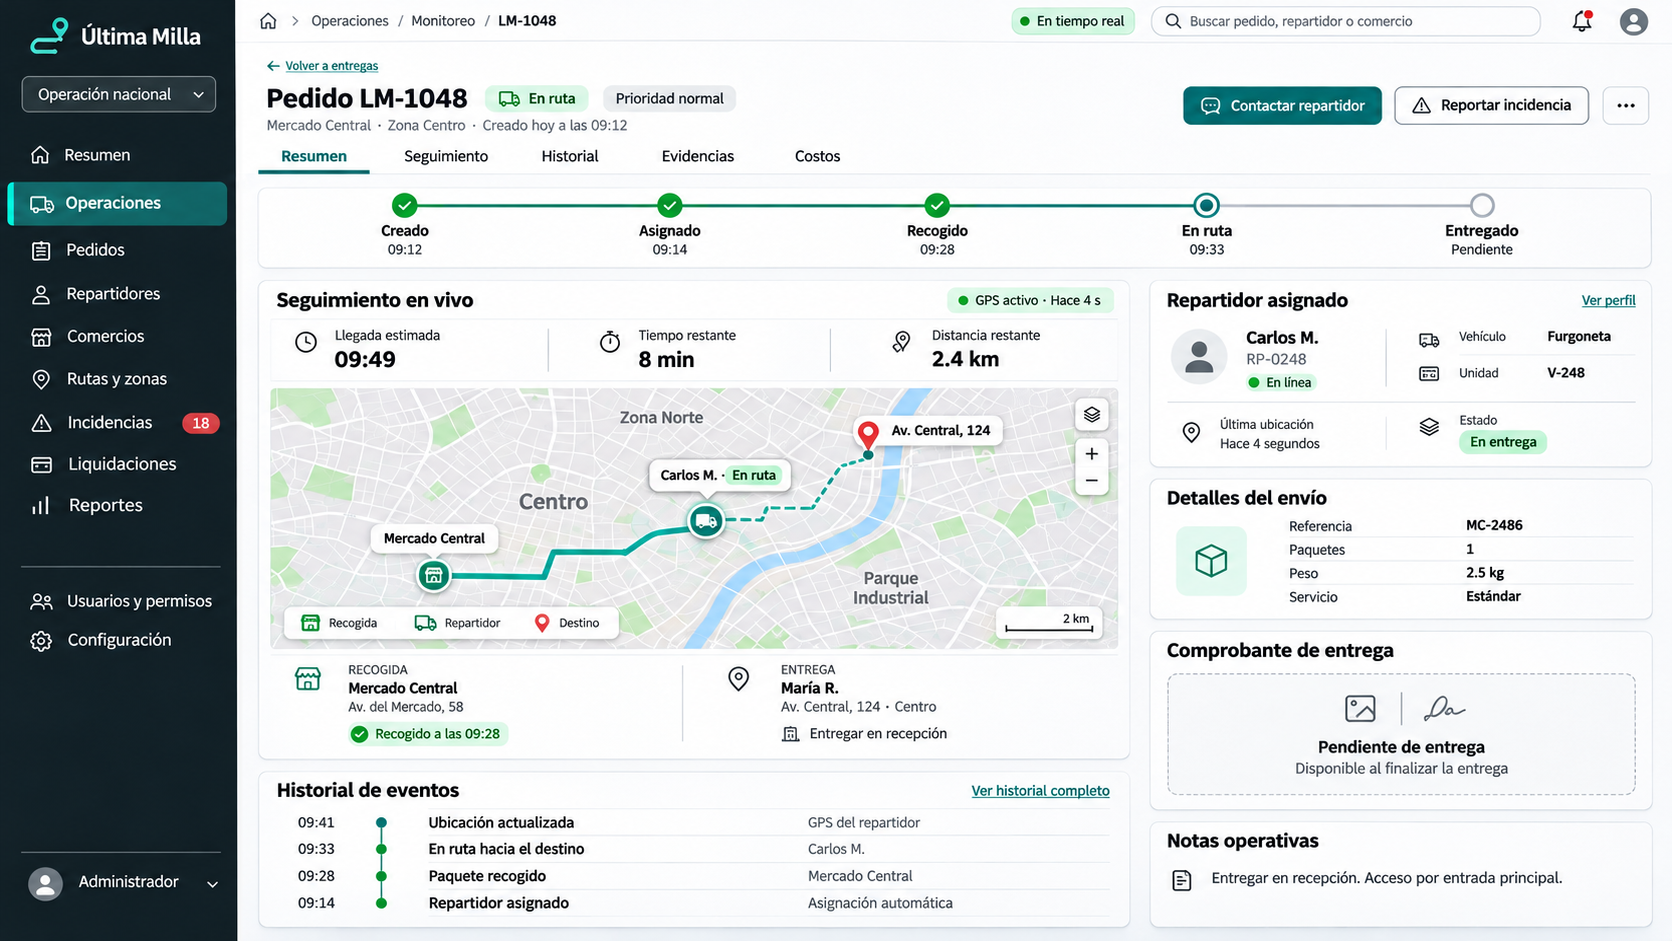 Última Milla
Operación nacional
Resumen
Operaciones
Pedidos
Repartidores
Comercios
Rutas y zonas
Incidencias 18
Liquidaciones
Reportes
Usuarios y permisos
Configuración
Administrador
Operaciones / Monitoreo / LM-1048
En tiempo real
Buscar pedido, repartidor o comercio
← Volver a entregas
Pedido LM-1048
En ruta
Prioridad normal
Mercado Central · Zona Centro · Creado hoy a las 09:12
Contactar repartidor
Reportar incidencia
Resumen
Seguimiento
Historial
Evidencias
Costos
Creado
09:12
Asignado
09:14
Recogido
09:28
En ruta
09:33
Entregado
Pendiente
Seguimiento en vivo
GPS activo · Hace 4 s
Llegada estimada
09:49
Tiempo restante
8 min
Distancia restante
2.4 km
Zona Norte
Av. Central, 124
Carlos M. · En ruta
Centro
Mercado Central
Parque
Industrial
Recogida
Repartidor
Destino
2 km
+
−
RECOGIDA
Mercado Central
Av. del Mercado, 58
Recogido a las 09:28
ENTREGA
María R.
Av. Central, 124 · Centro
Entregar en recepción
Historial de eventos
Ver historial completo
09:41 Ubicación actualizada GPS del repartidor
09:33 En ruta hacia el destino Carlos M.
09:28 Paquete recogido Mercado Central
09:14 Repartidor asignado Asignación automática
Repartidor asignado
Ver perfil
Carlos M.
RP-0248
En línea
Vehículo Furgoneta
Unidad V-248
Última ubicación
Hace 4 segundos
Estado
En entrega
Detalles del envío
Referencia MC-2486
Paquetes 1
Peso 2.5 kg
Servicio Estándar
Comprobante de entrega
Pendiente de entrega
Disponible al finalizar la entrega
Notas operativas
Entregar en recepción. Acceso por entrada principal.